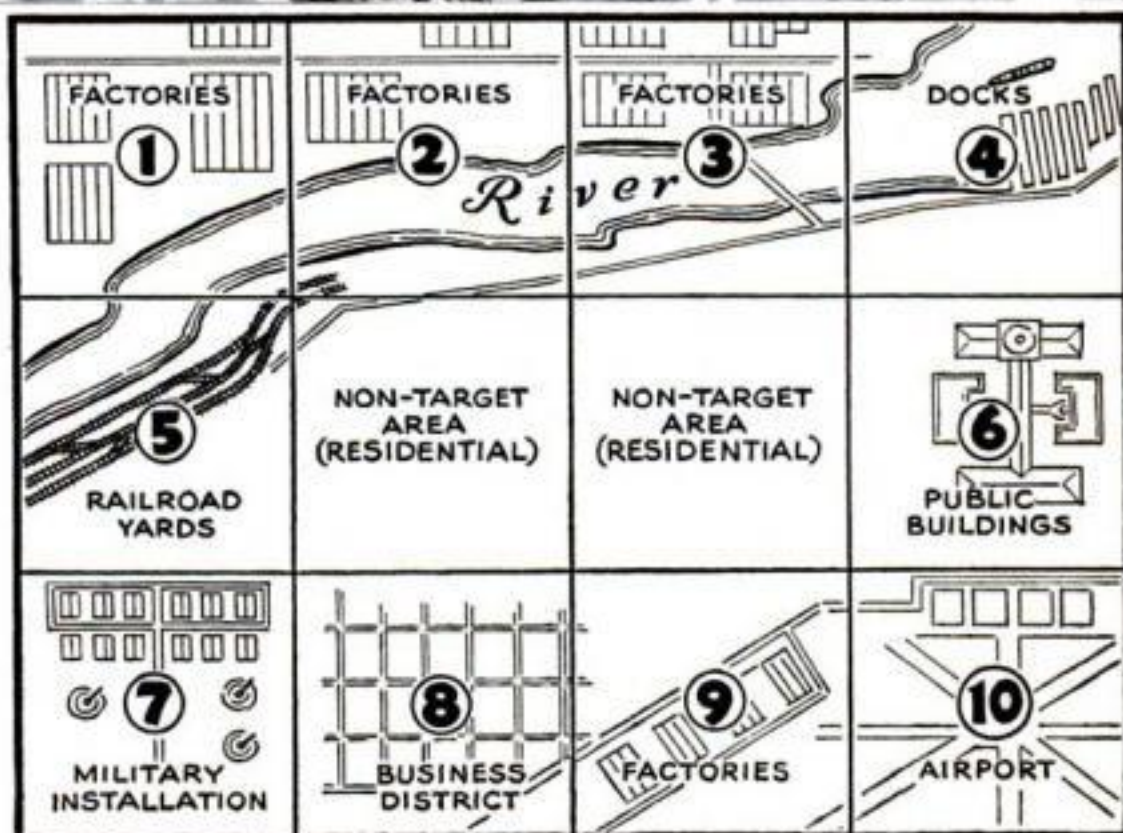 FACTORIES
1
FACTORIES
2
FACTORIES
3
DOCKS
4
River
5
RAILROAD
YARDS
NON-TARGET
AREA
(RESIDENTIAL)
NON-TARGET
AREA
(RESIDENTIAL)
6
PUBLIC
BUILDINGS
7
MILITARY
INSTALLATION
8
BUSINESS
DISTRICT
9
FACTORIES
10
AIRPORT